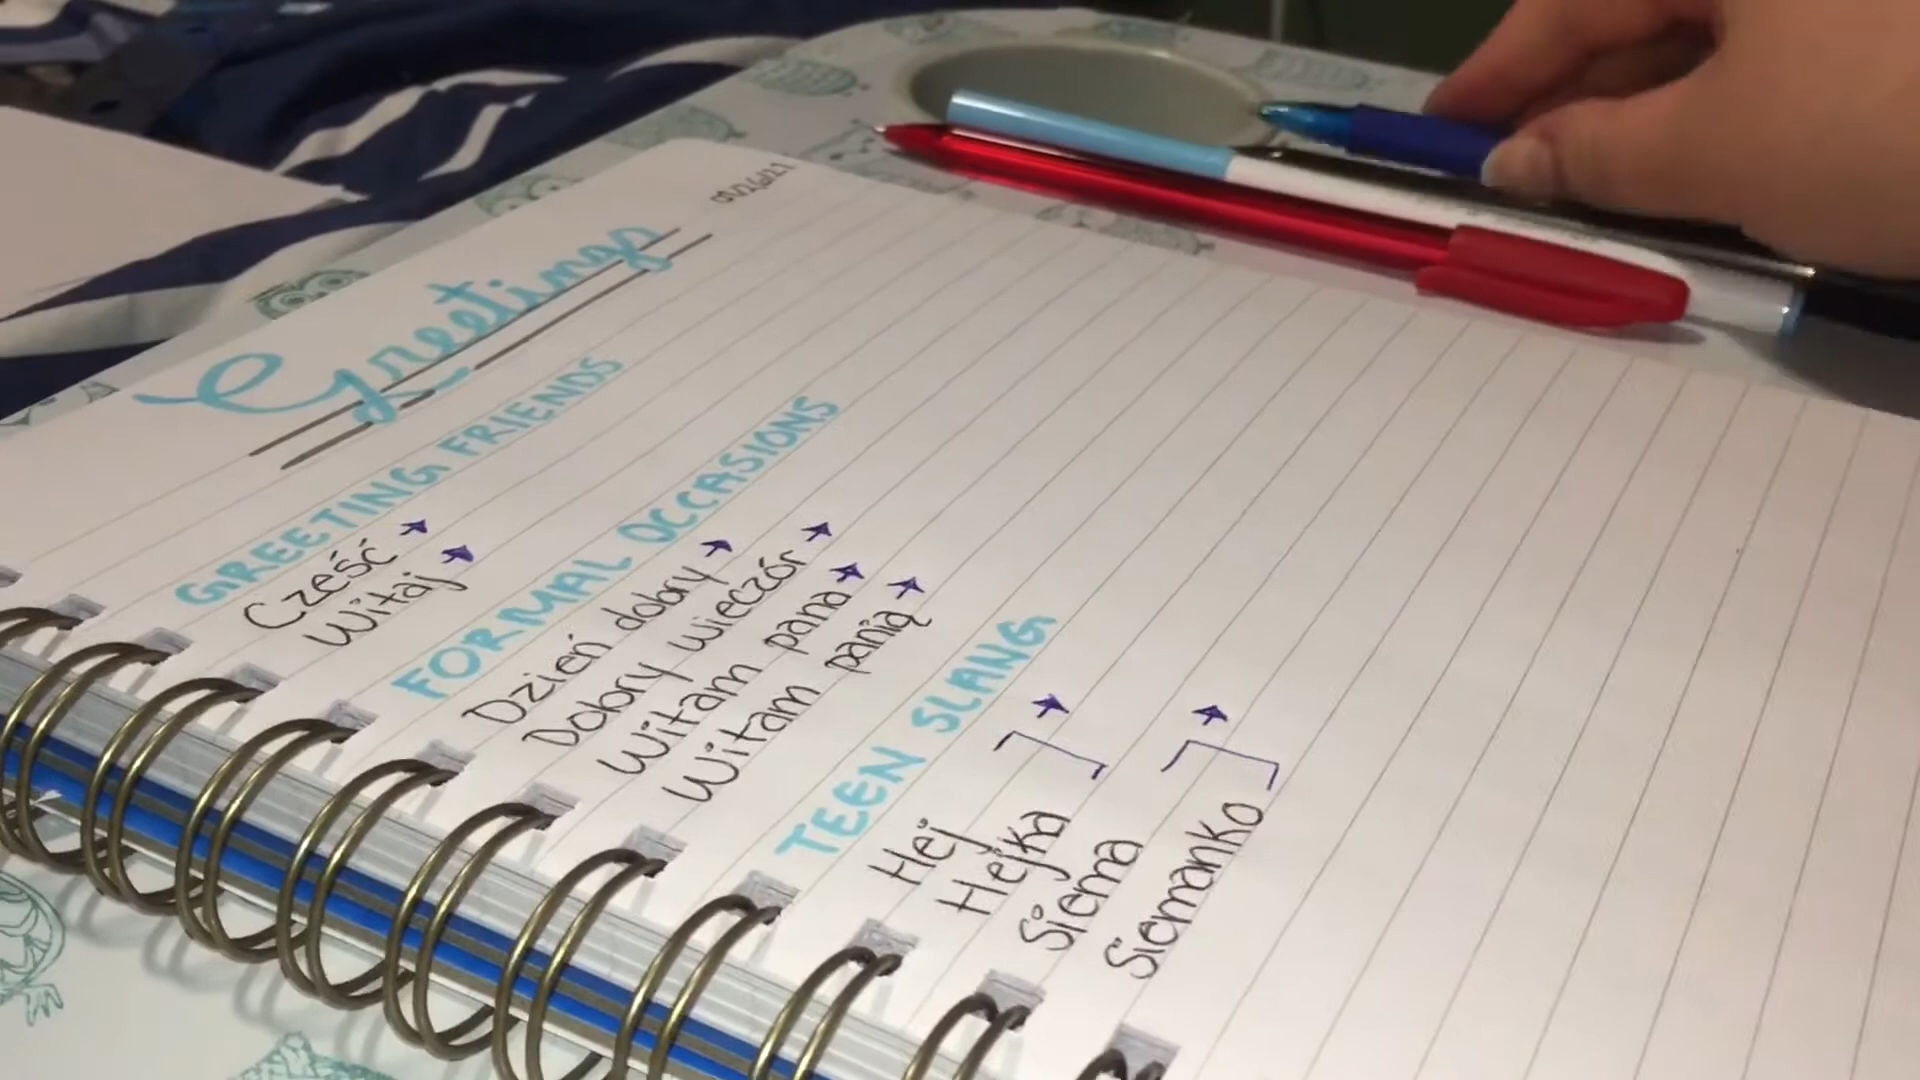 Greetings
GREETING FRIENDS
Cześć →
Witaj →
FORMAL OCCASIONS
Dzień dobry →
Dobry wieczór →
Witam pana →
Witam panią →
TEEN SLANG
Hej
Hejka ] →
Siema
Siemanko ] →